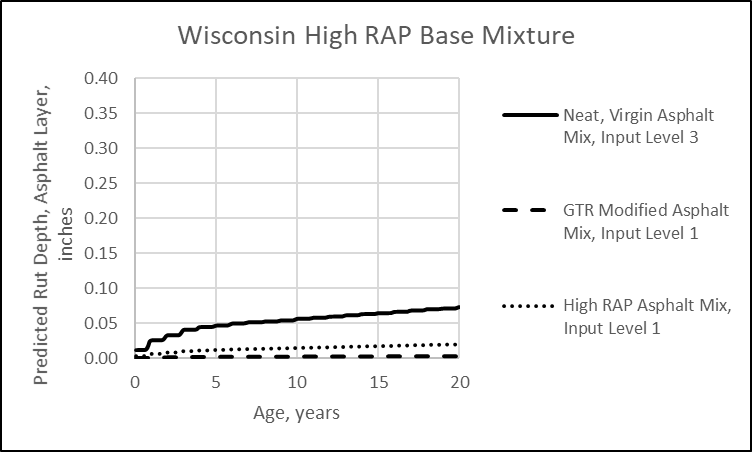 Wisconsin High RAP Base Mixture
Predicted Rut Depth, Asphalt Layer,
inches
0.40
0.35
0.30
0.25
0.20
0.15
0.10
0.05
0.00
0
5
10
15
20
Age, years
Neat, Virgin Asphalt
Mix, Input Level 3
GTR Modified Asphalt
Mix, Input Level 1
High RAP Asphalt Mix,
Input Level 1